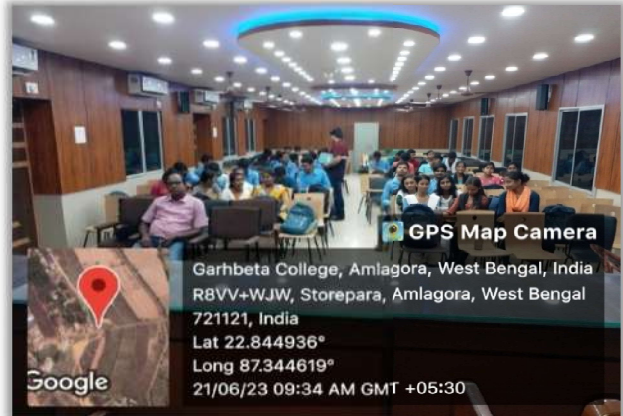 GPS Map Camera
Garhbeta College, Amlagora, West Bengal, India
R8VV+WJW, Storepara, Amlagora, West Bengal
721121, India
Lat 22.844936°
Long 87.344619°
21/06/23 09:34 AM GMT +05:30
Google